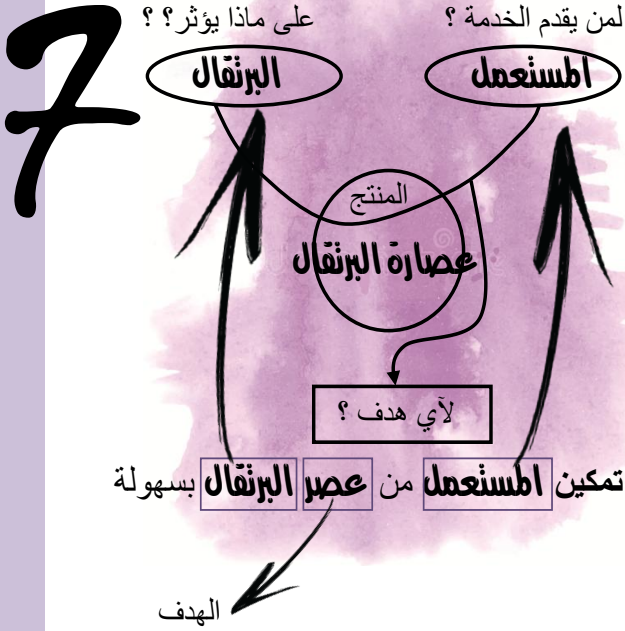 7
لمن يقدم الخدمة ؟
على ماذا يؤثر؟ ؟
المستعمل
البرتقال
المنتج
عصارة البرتقال
لآي هدف ؟
تمكين المستعمل من عصر البرتقال بسهولة
الهدف